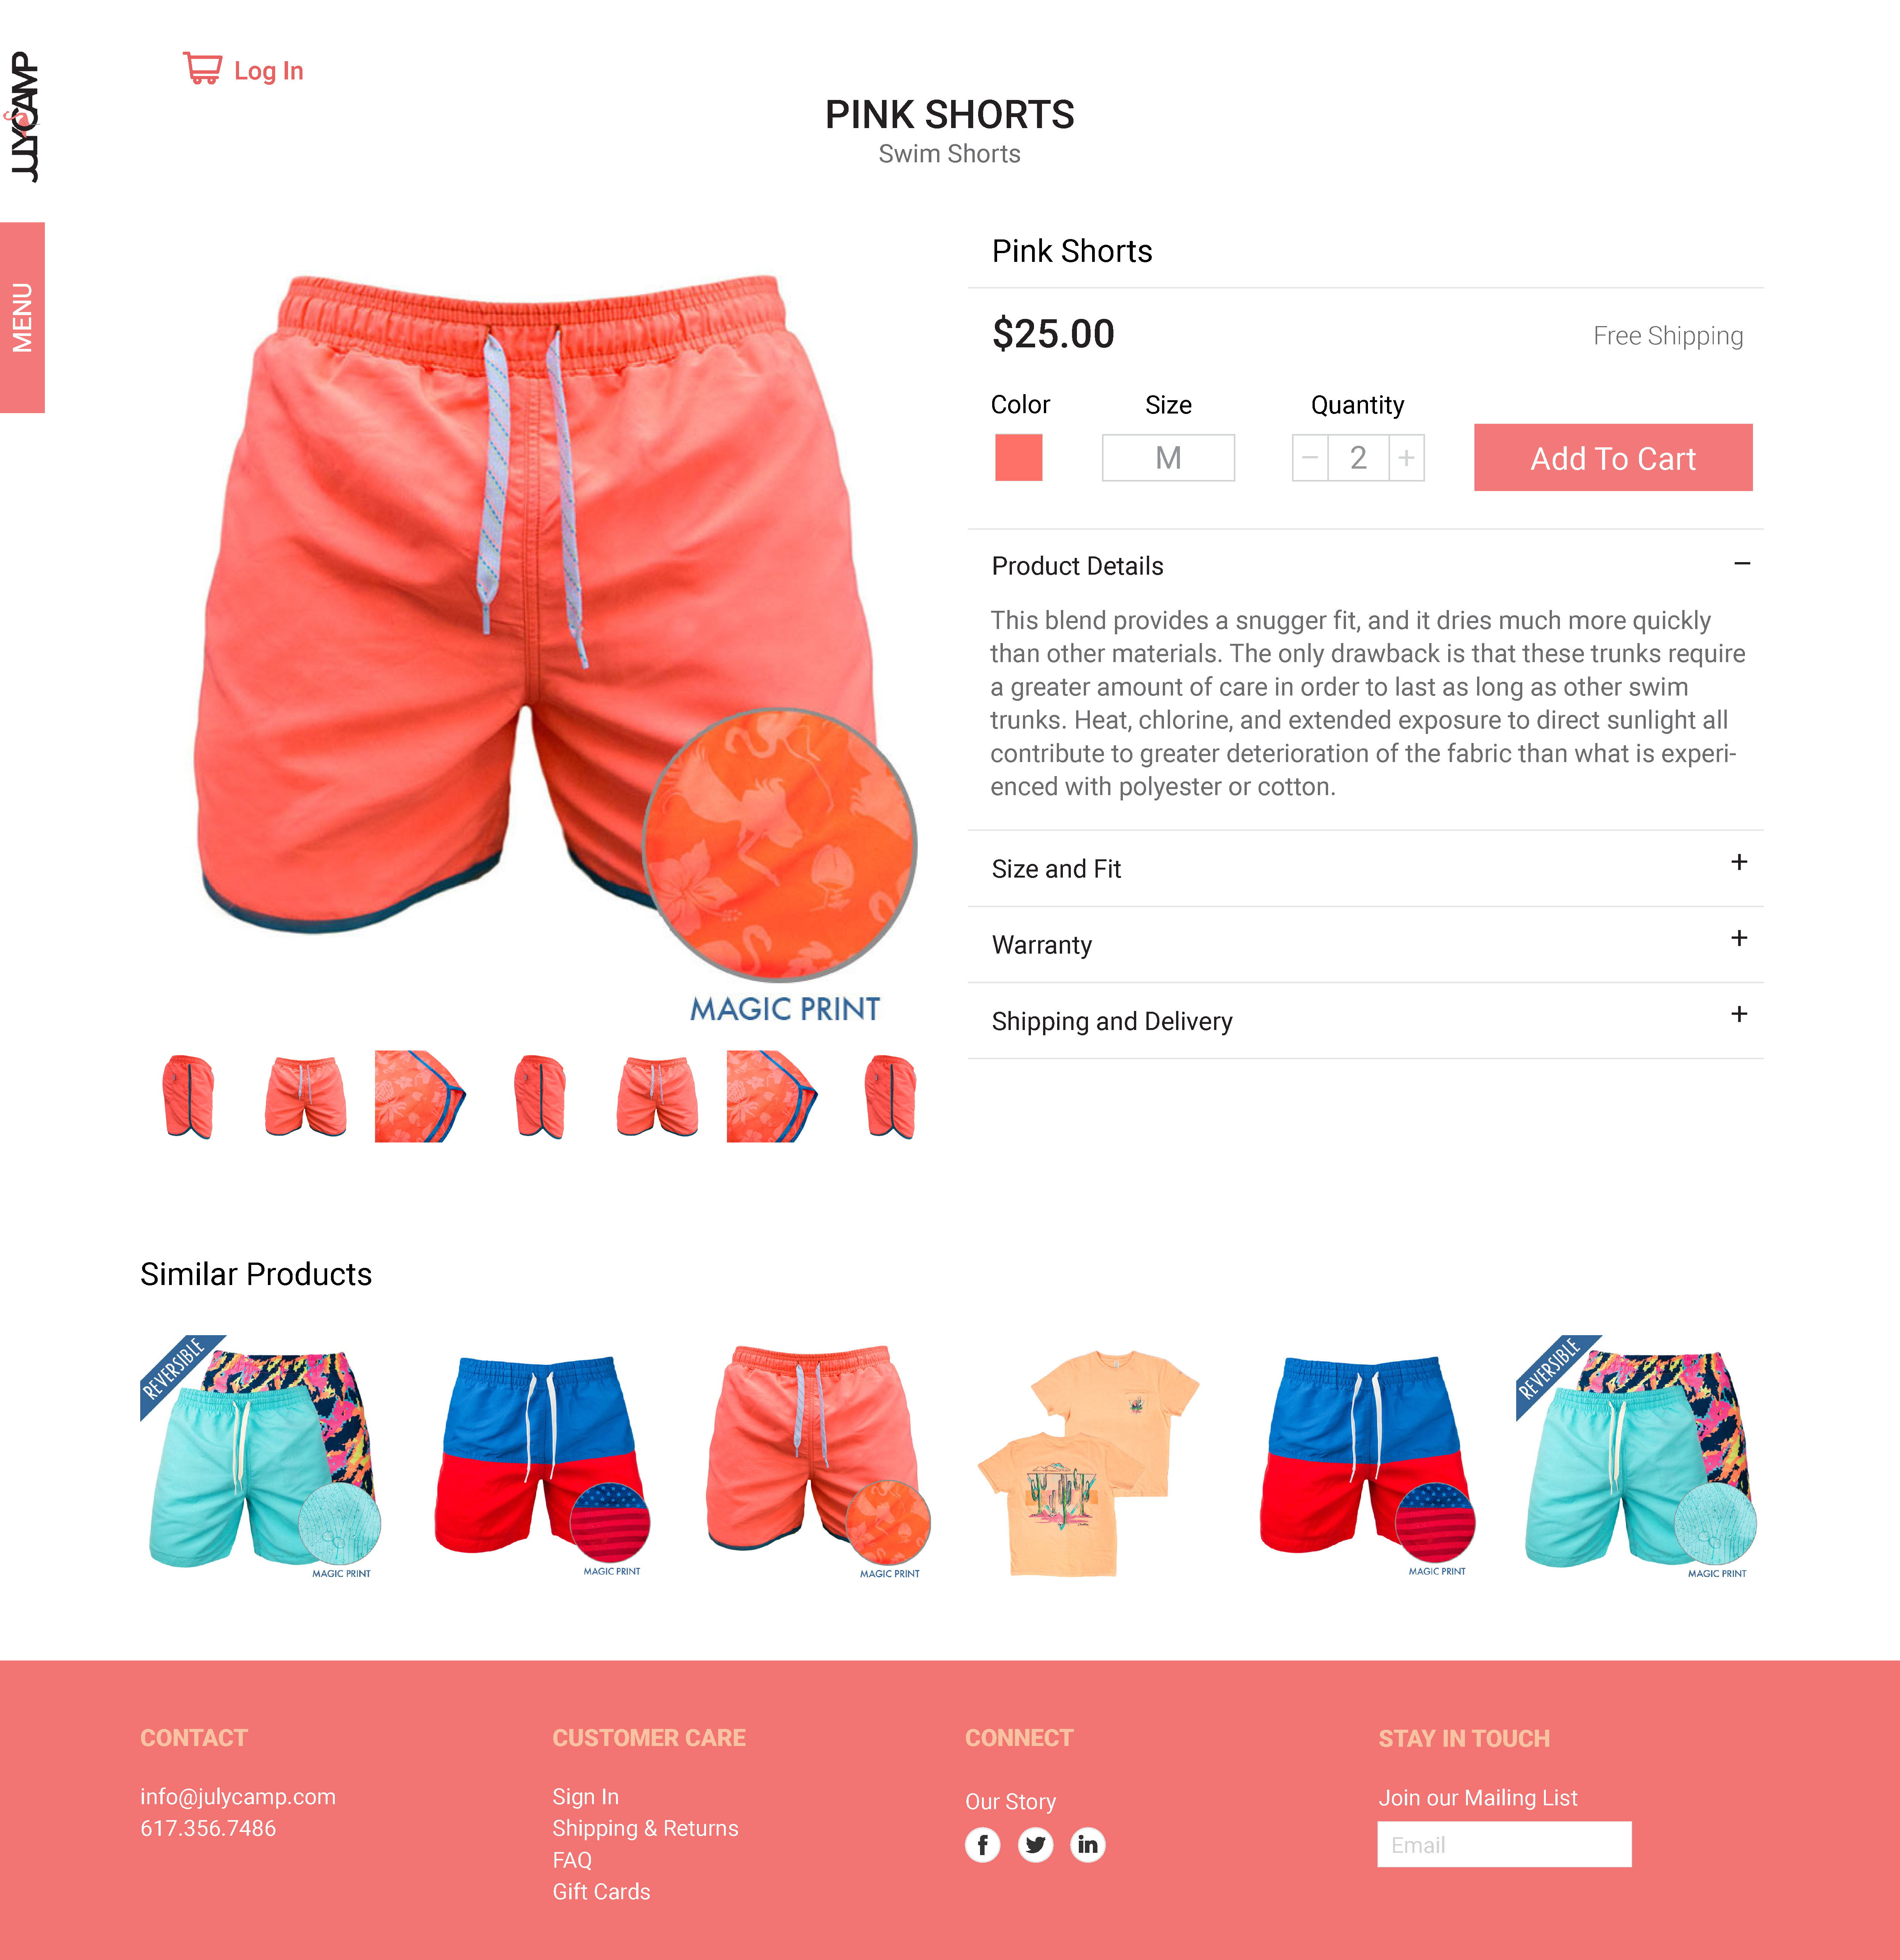 JULYCAMP
Log In
PINK SHORTS
Swim Shorts
MENU
Pink Shorts
$25.00
Free Shipping
Color
Size
Quantity
M
− 2 +
Add To Cart
Product Details −
This blend provides a snugger fit, and it dries much more quickly
than other materials. The only drawback is that these trunks require
a greater amount of care in order to last as long as other swim
trunks. Heat, chlorine, and extended exposure to direct sunlight all
contribute to greater deterioration of the fabric than what is experi-
enced with polyester or cotton.
Size and Fit +
Warranty +
Shipping and Delivery +
MAGIC PRINT
Similar Products
REVERSIBLE
MAGIC PRINT
MAGIC PRINT
MAGIC PRINT
MAGIC PRINT
REVERSIBLE
MAGIC PRINT
CONTACT
info@julycamp.com
617.356.7486
CUSTOMER CARE
Sign In
Shipping & Returns
FAQ
Gift Cards
CONNECT
Our Story
f
in
STAY IN TOUCH
Join our Mailing List
Email